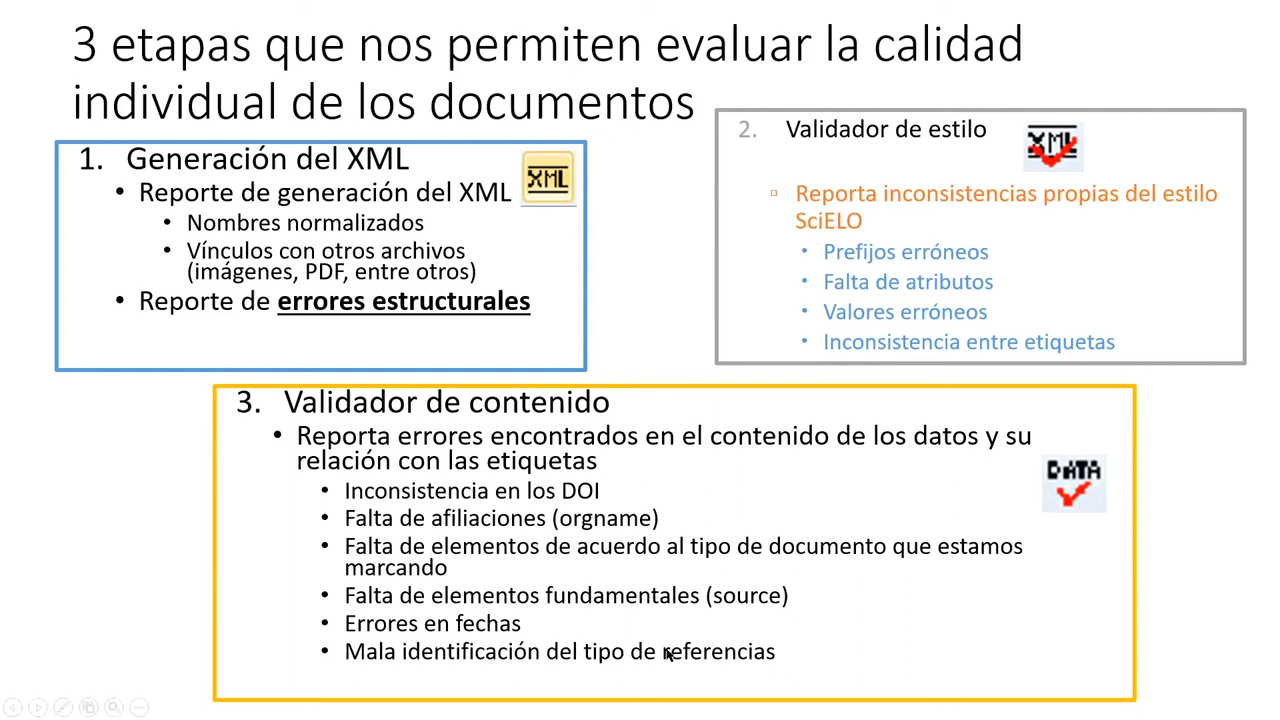 3 etapas que nos permiten evaluar la calidad
individual de los documentos
1. Generación del XML
• Reporte de generación del XML
• Nombres normalizados
• Vínculos con otros archivos
(imágenes, PDF, entre otros)
• Reporte de errores estructurales
XML
2. Validador de estilo
XML
Reporta inconsistencias propias del estilo
SciELO
• Prefijos erróneos
• Falta de atributos
• Valores erróneos
• Inconsistencia entre etiquetas
3. Validador de contenido
• Reporta errores encontrados en el contenido de los datos y su
relación con las etiquetas
• Inconsistencia en los DOI
• Falta de afiliaciones (orgname)
• Falta de elementos de acuerdo al tipo de documento que estamos
marcando
• Falta de elementos fundamentales (source)
• Errores en fechas
• Mala identificación del tipo de referencias
DATA